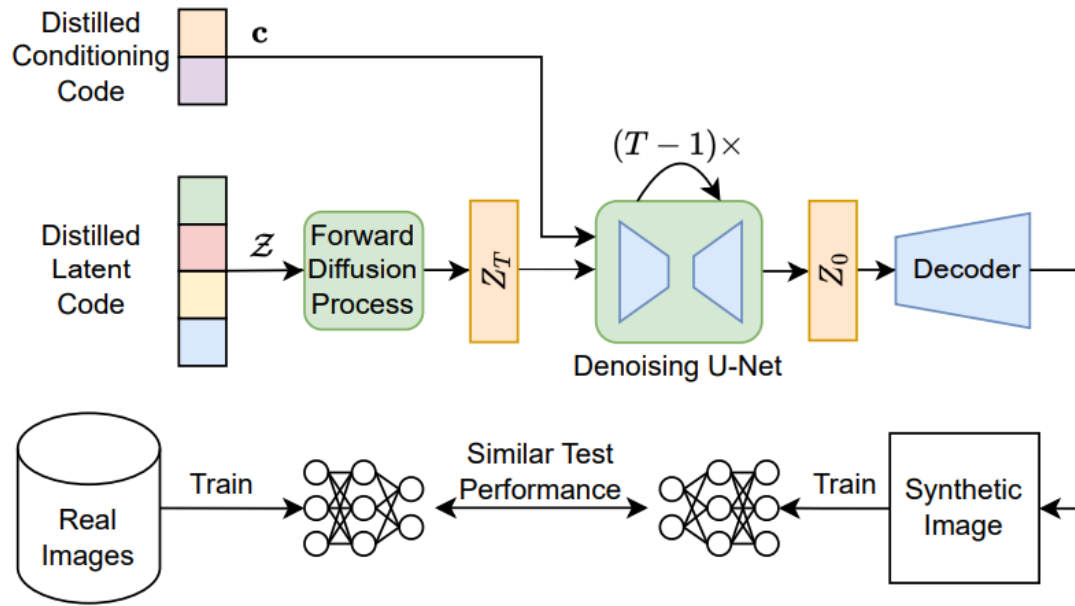 Distilled
Conditioning
Code
c
(T − 1)×
Distilled
Latent
Code
𝒵
Forward
Diffusion
Process
Z_T
Denoising U-Net
Z_0
Decoder
Real
Images
Train
Similar Test
Performance
Train
Synthetic
Image